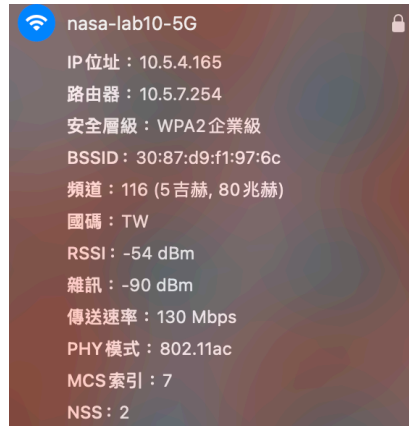 nasa-lab10-5G
IP位址：10.5.4.165
路由器：10.5.7.254
安全層級：WPA2企業級
BSSID：30:87:d9:f1:97:6c
頻道：116 (5吉赫, 80兆赫)
國碼：TW
RSSI：-54 dBm
雜訊：-90 dBm
傳送速率：130 Mbps
PHY模式：802.11ac
MCS索引：7
NSS：2